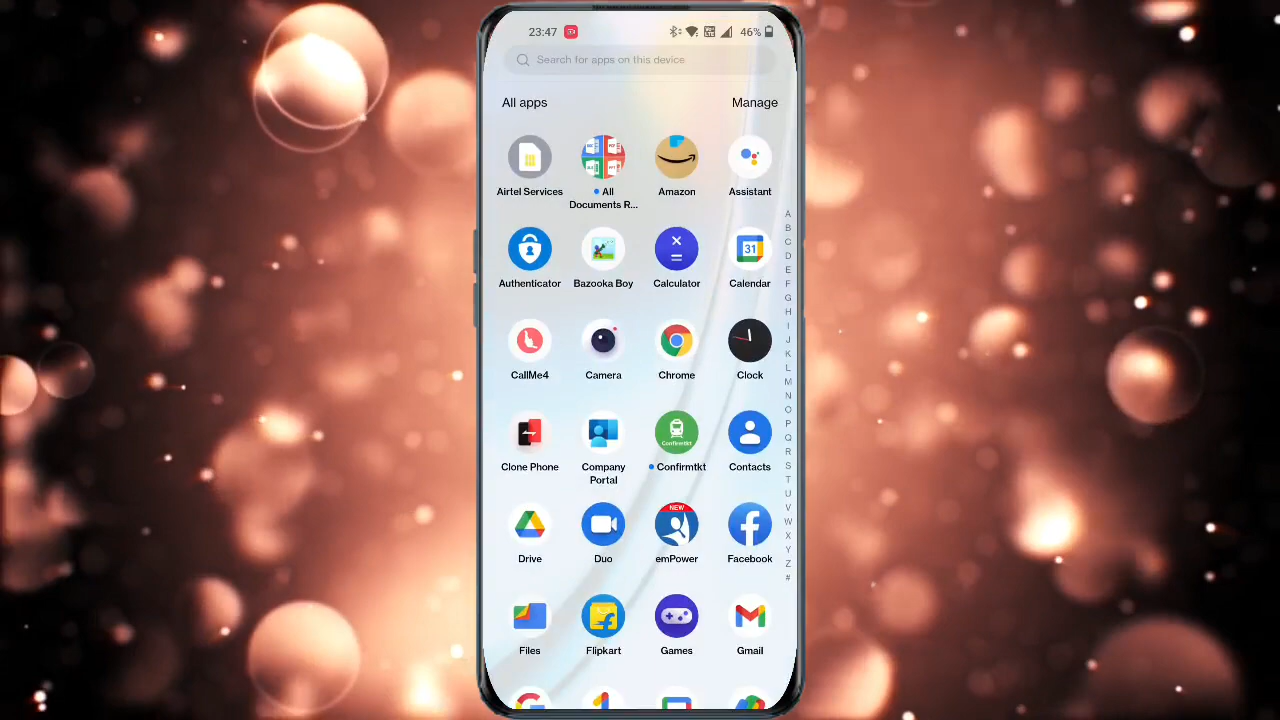 23:47
46%
Search for apps on this device
All apps
Manage
Airtel Services
All
Documents R...
Amazon
Assistant
Authenticator
Bazooka Boy
Calculator
31
Calendar
CallMe4
Camera
Chrome
Clock
Clone Phone
Company
Portal
Confirmtkt
Confirmtkt
Contacts
Drive
Duo
NEW
emPower
Facebook
Files
Flipkart
Games
Gmail
A
B
C
D
E
F
G
H
I
J
K
L
M
N
O
P
Q
R
S
T
U
V
W
X
Y
Z
#